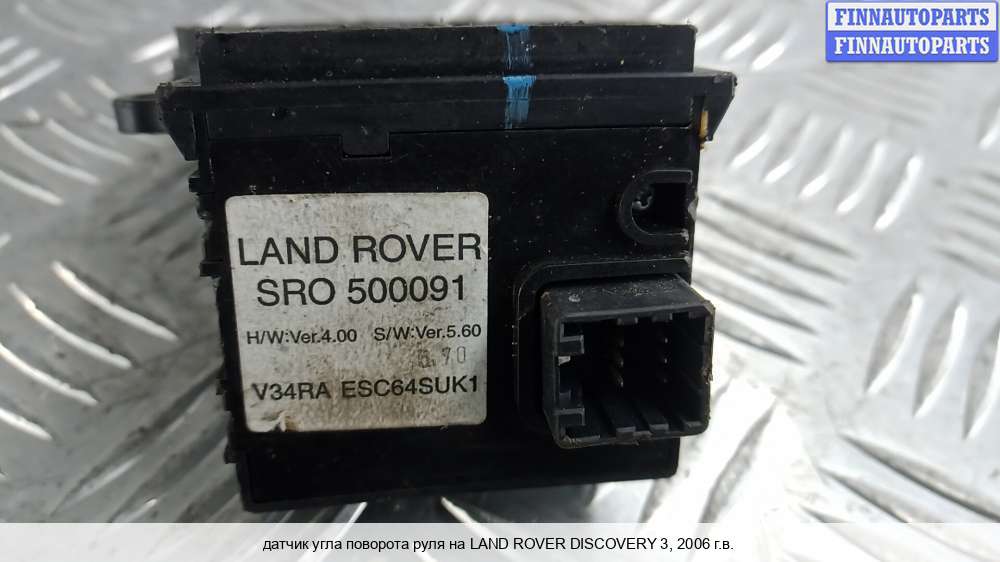 FINNAUTOPARTS
FINNAUTOPARTS
LAND ROVER
SRO 500091
H/W:Ver.4.00 S/W:Ver.5.60
5.70
V34RA ESC64SUK1
датчик угла поворота руля на LAND ROVER DISCOVERY 3, 2006 г.в.